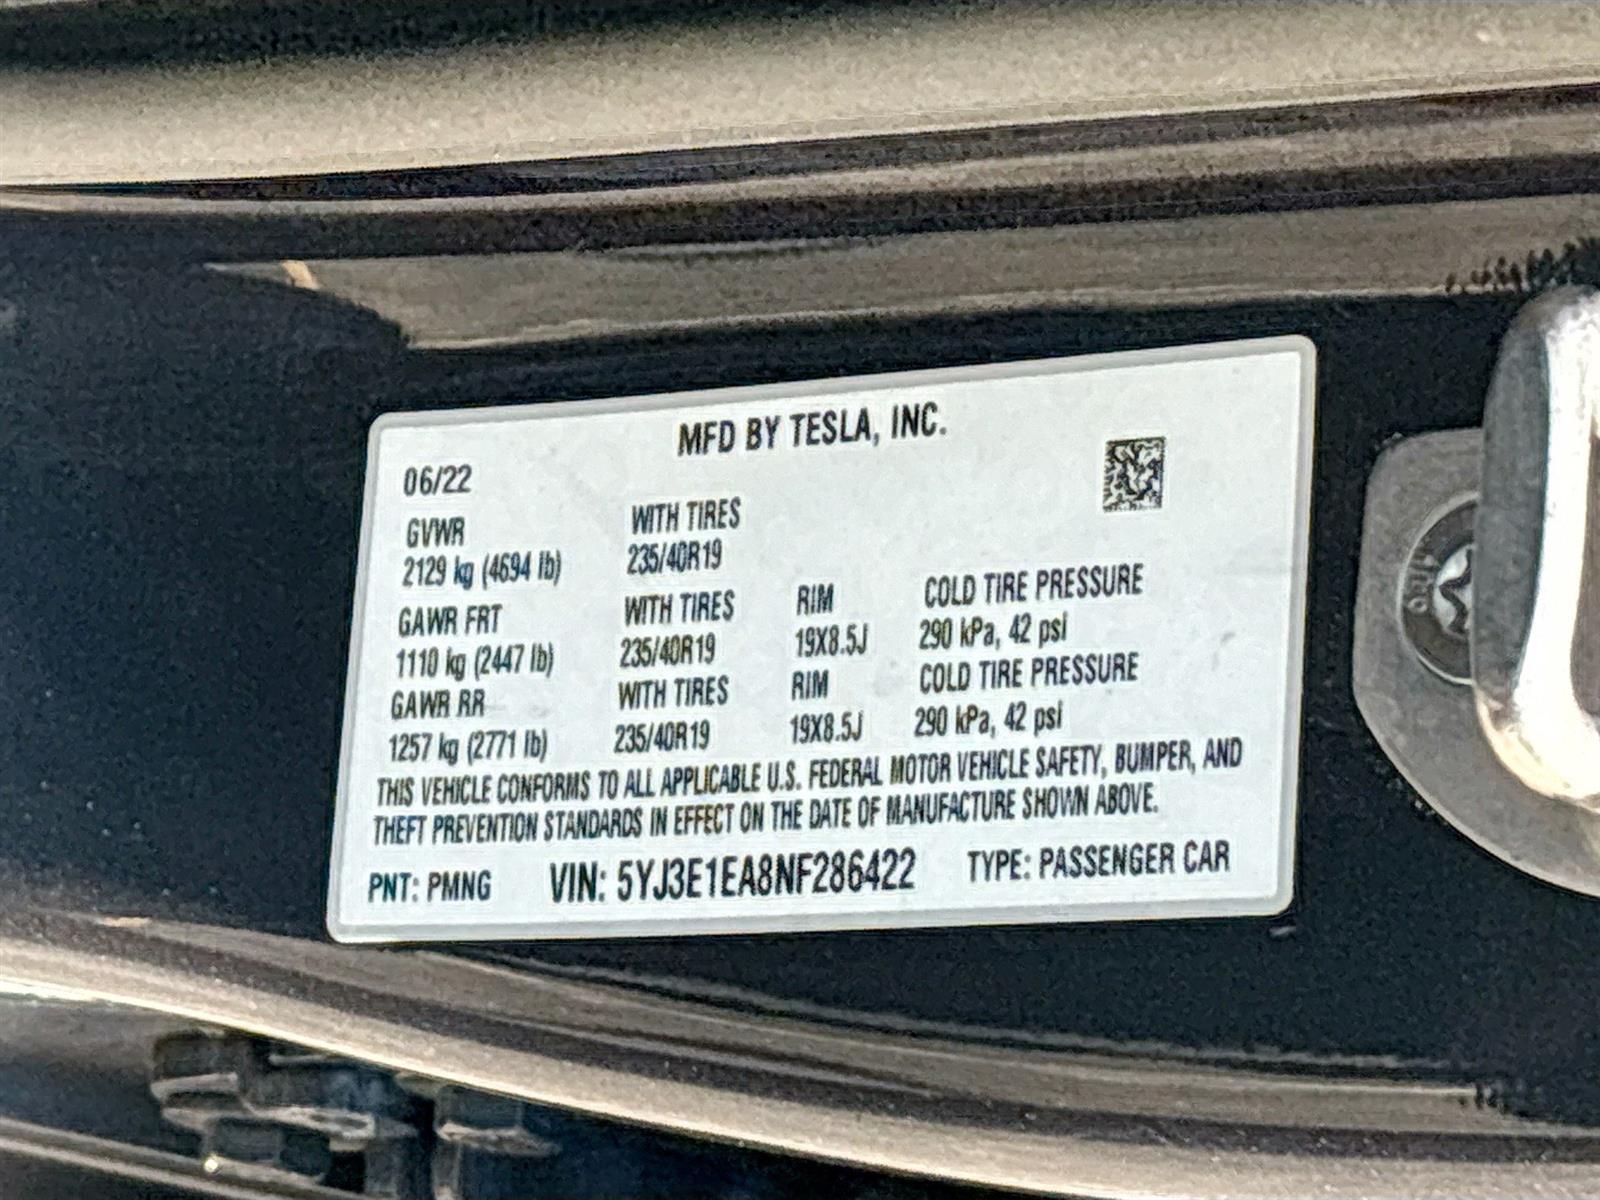 MFD BY TESLA, INC.
06/22
GVWR WITH TIRES
2129 kg (4694 lb) 235/40R19
GAWR FRT WITH TIRES RIM COLD TIRE PRESSURE
1110 kg (2447 lb) 235/40R19 19X8.5J 290 kPa, 42 psi
GAWR RR WITH TIRES RIM COLD TIRE PRESSURE
1257 kg (2771 lb) 235/40R19 19X8.5J 290 kPa, 42 psi
THIS VEHICLE CONFORMS TO ALL APPLICABLE U.S. FEDERAL MOTOR VEHICLE SAFETY, BUMPER, AND
THEFT PREVENTION STANDARDS IN EFFECT ON THE DATE OF MANUFACTURE SHOWN ABOVE.
PNT: PMNG VIN: 5YJ3E1EA8NF286422 TYPE: PASSENGER CAR